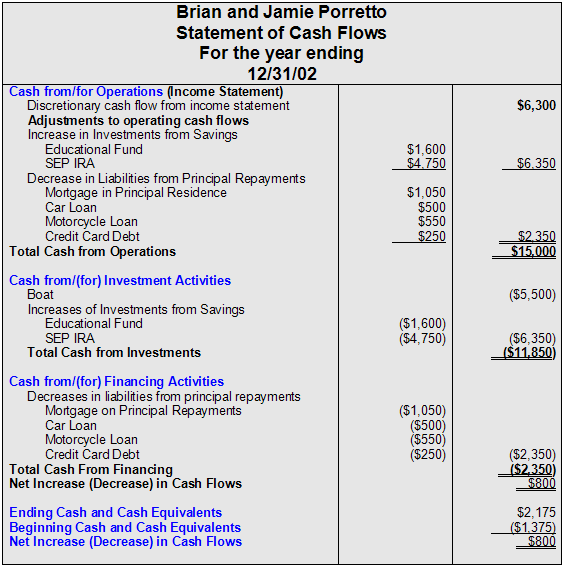 Brian and Jamie Porretto
Statement of Cash Flows
For the year ending
12/31/02
Cash from/for Operations (Income Statement)
Discretionary cash flow from income statement $6,300
Adjustments to operating cash flows
Increase in Investments from Savings
Educational Fund $1,600
SEP IRA $4,750 $6,350
Decrease in Liabilities from Principal Repayments
Mortgage in Principal Residence $1,050
Car Loan $500
Motorcycle Loan $550
Credit Card Debt $250 $2,350
Total Cash from Operations $15,000
Cash from/(for) Investment Activities
Boat ($5,500)
Increases of Investments from Savings
Educational Fund ($1,600)
SEP IRA ($4,750) ($6,350)
Total Cash from Investments ($11,850)
Cash from/(for) Financing Activities
Decreases in liabilities from principal repayments
Mortgage on Principal Repayments ($1,050)
Car Loan ($500)
Motorcycle Loan ($550)
Credit Card Debt ($250) ($2,350)
Total Cash From Financing ($2,350)
Net Increase (Decrease) in Cash Flows $800
Ending Cash and Cash Equivalents $2,175
Beginning Cash and Cash Equivalents ($1,375)
Net Increase (Decrease) in Cash Flows $800